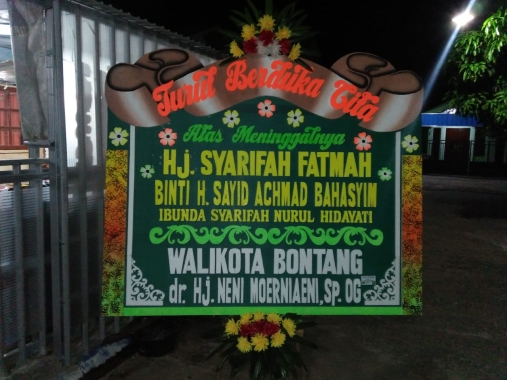 Turut Berduka Cita
Atas Meninggalnya
HJ. SYARIFAH FATMAH
BINTI H. SAYID ACHMAD BAHASYIM
IBUNDA SYARIFAH NURUL HIDAYATI
WALIKOTA BONTANG
dr. HJ. NENI MOERNIAENI, SP. OG